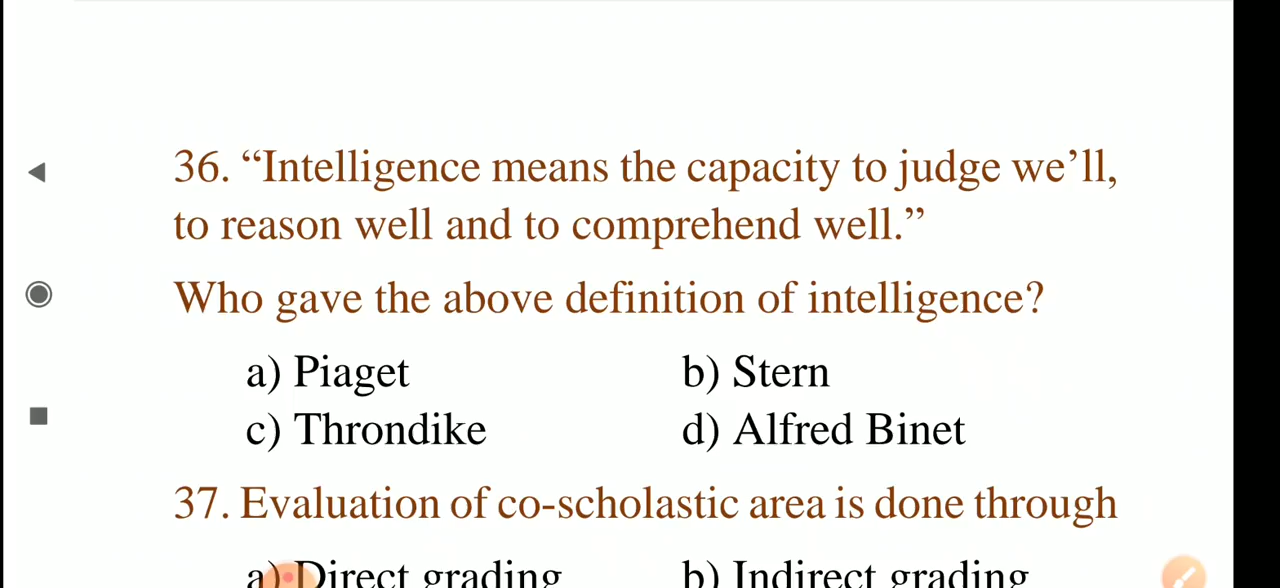 36. “Intelligence means the capacity to judge we’ll,
to reason well and to comprehend well.”
Who gave the above definition of intelligence?
a) Piaget b) Stern
c) Throndike d) Alfred Binet
37. Evaluation of co-scholastic area is done through
a) Direct grading b) Indirect grading